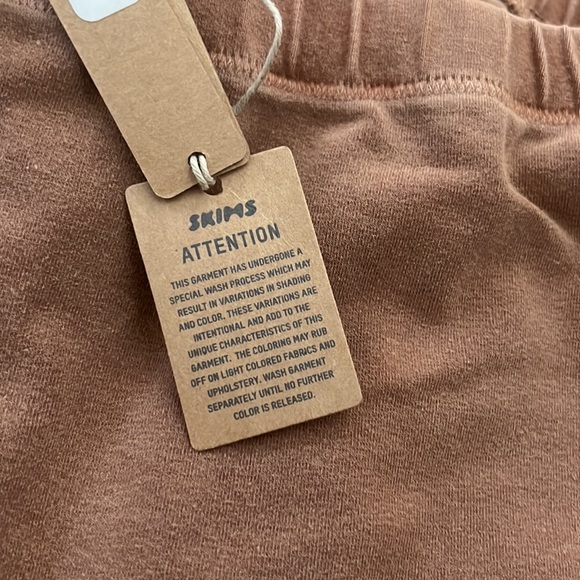 SKIMS
ATTENTION
THIS GARMENT HAS UNDERGONE A
SPECIAL WASH PROCESS WHICH MAY
RESULT IN VARIATIONS IN SHADING
AND COLOR. THESE VARIATIONS ARE
INTENTIONAL AND ADD TO THE
UNIQUE CHARACTERISTICS OF THIS
GARMENT. THE COLORING MAY RUB
OFF ON LIGHT COLORED FABRICS AND
UPHOLSTERY. WASH GARMENT
SEPARATELY UNTIL NO FURTHER
COLOR IS RELEASED.